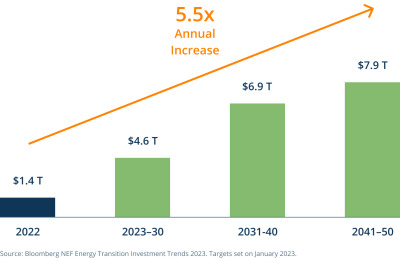 5.5x
Annual
Increase
$7.9 T
$6.9 T
$4.6 T
$1.4 T
2022
2023–30
2031-40
2041–50
Source: Bloomberg NEF Energy Transition Investment Trends 2023. Targets set on January 2023.